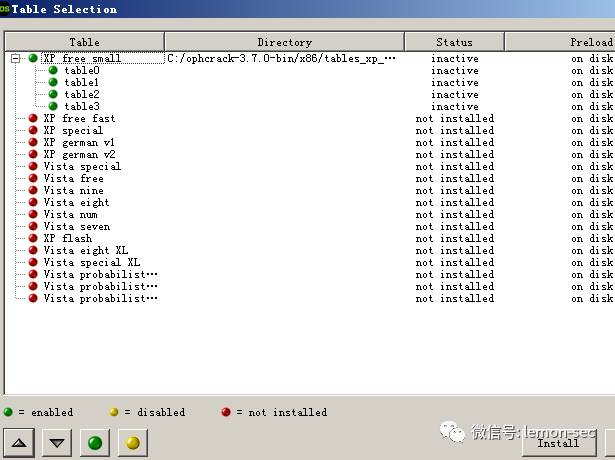 OS Table Selection
Table Directory Status Preload
XP free small C:/ophcrack-3.7.0-bin/x86/tables_xp_... inactive on disk
table0 inactive on disk
table1 inactive on disk
table2 inactive on disk
table3 inactive on disk
XP free fast not installed on disk
XP special not installed on disk
XP german v1 not installed on disk
XP german v2 not installed on disk
Vista special not installed on disk
Vista free not installed on disk
Vista nine not installed on disk
Vista eight not installed on disk
Vista num not installed on disk
Vista seven not installed on disk
XP flash not installed on disk
Vista eight XL not installed on disk
Vista special XL not installed on disk
Vista probabilist... not installed on disk
Vista probabilist... not installed on disk
Vista probabilist... not installed on disk
= enabled = disabled = not installed
微信号: lemon-sec
Install